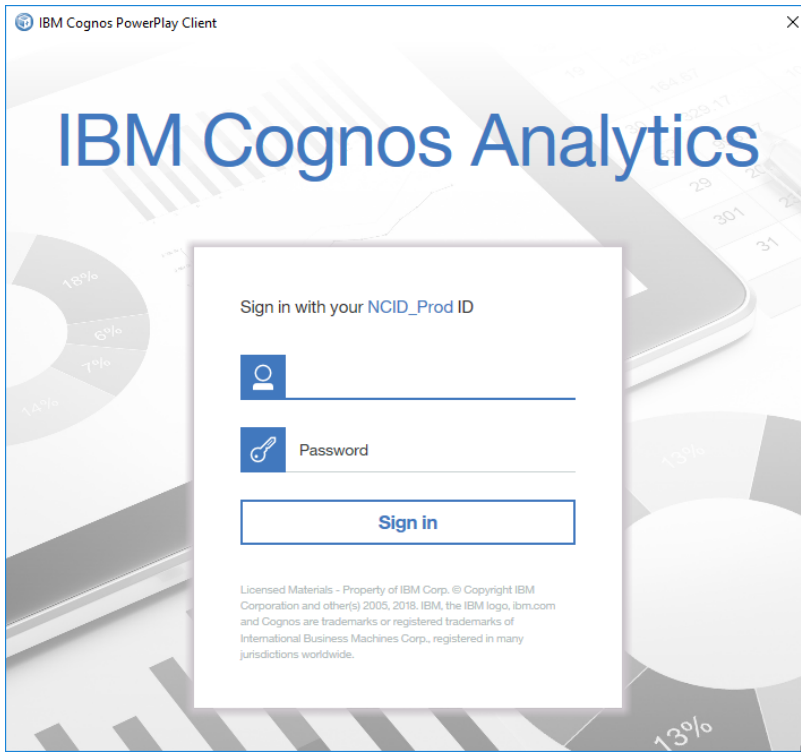 IBM Cognos PowerPlay Client
IBM Cognos Analytics
Sign in with your NCID_Prod ID
Password
Sign in
Licensed Materials - Property of IBM Corp. © Copyright IBM
Corporation and other(s) 2005, 2018. IBM, the IBM logo, ibm.com
and Cognos are trademarks or registered trademarks of
International Business Machines Corp., registered in many
jurisdictions worldwide.
18%
6%
7%
14%
13%
13%
29
301
31